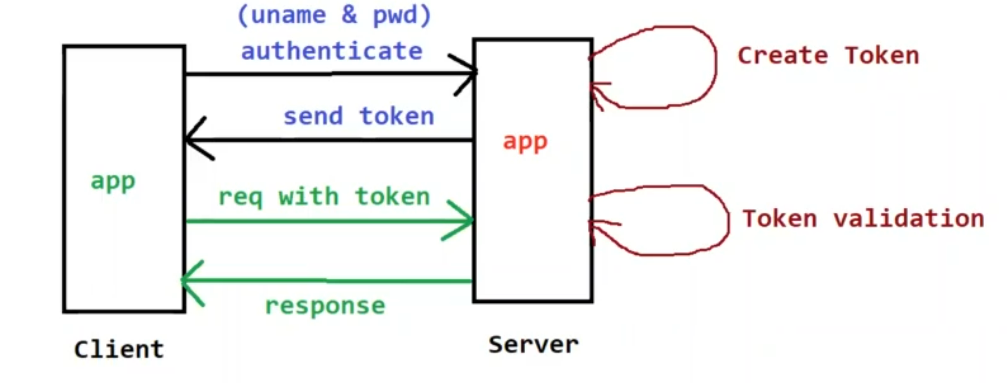 (uname & pwd)
authenticate
Create Token
send token
app
app
req with token
Token validation
response
Client
Server